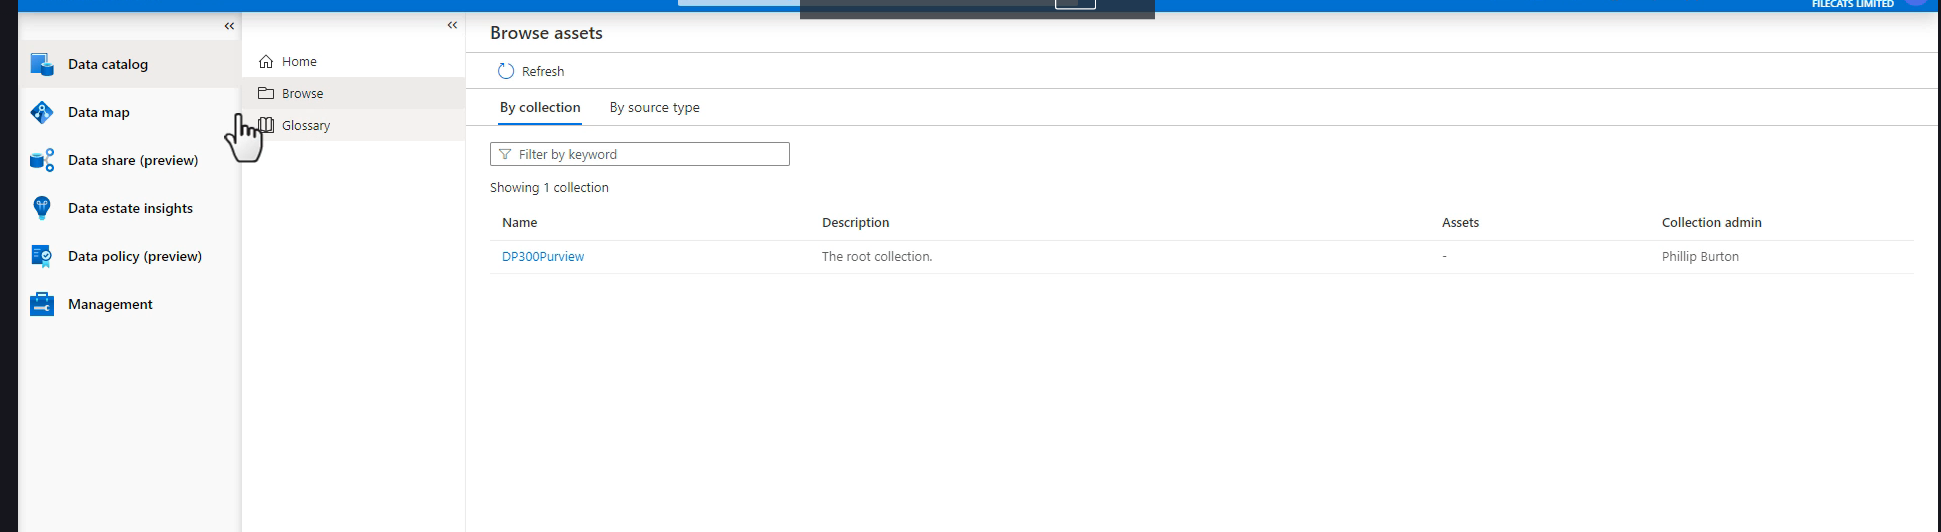 FILECATS LIMITED
Data catalog
Data map
Data share (preview)
Data estate insights
Data policy (preview)
Management
Home
Browse
Glossary
Browse assets
Refresh
By collection By source type
Filter by keyword
Showing 1 collection
Name Description Assets Collection admin
DP300Purview The root collection. - Phillip Burton